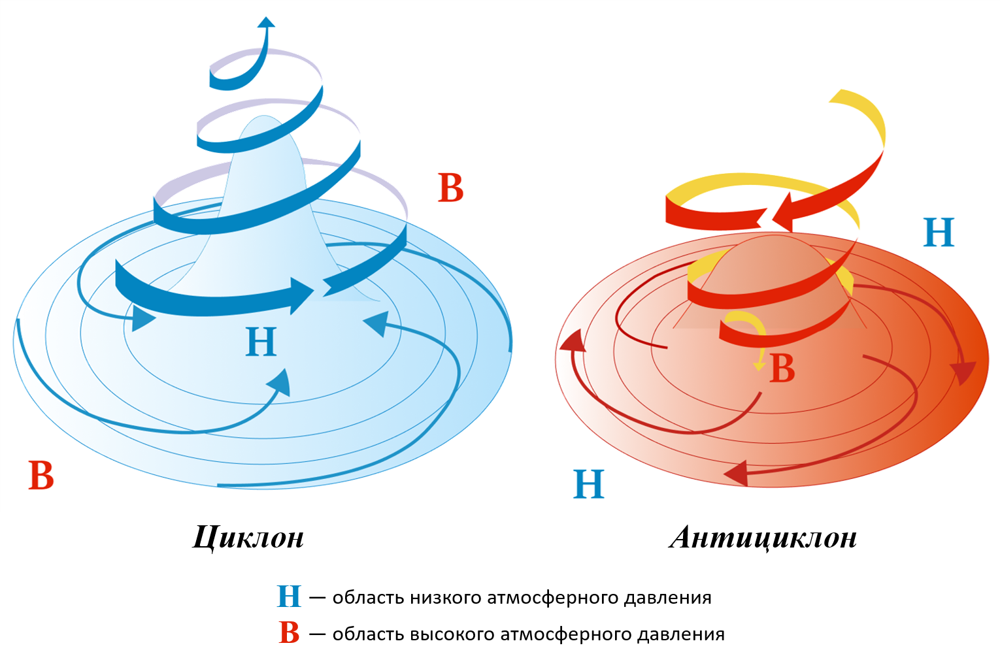 В
Н
Н
В
В
Н
Циклон
Антициклон
Н — область низкого атмосферного давления
В — область высокого атмосферного давления